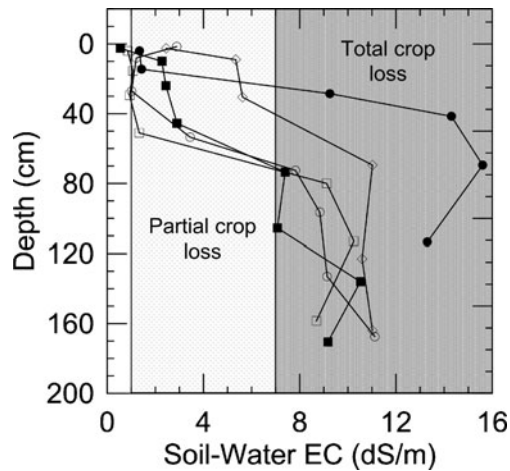 0
40
80
120
160
200
Depth (cm)
Total crop
loss
Partial crop
loss
0
4
8
12
16
Soil-Water EC (dS/m)